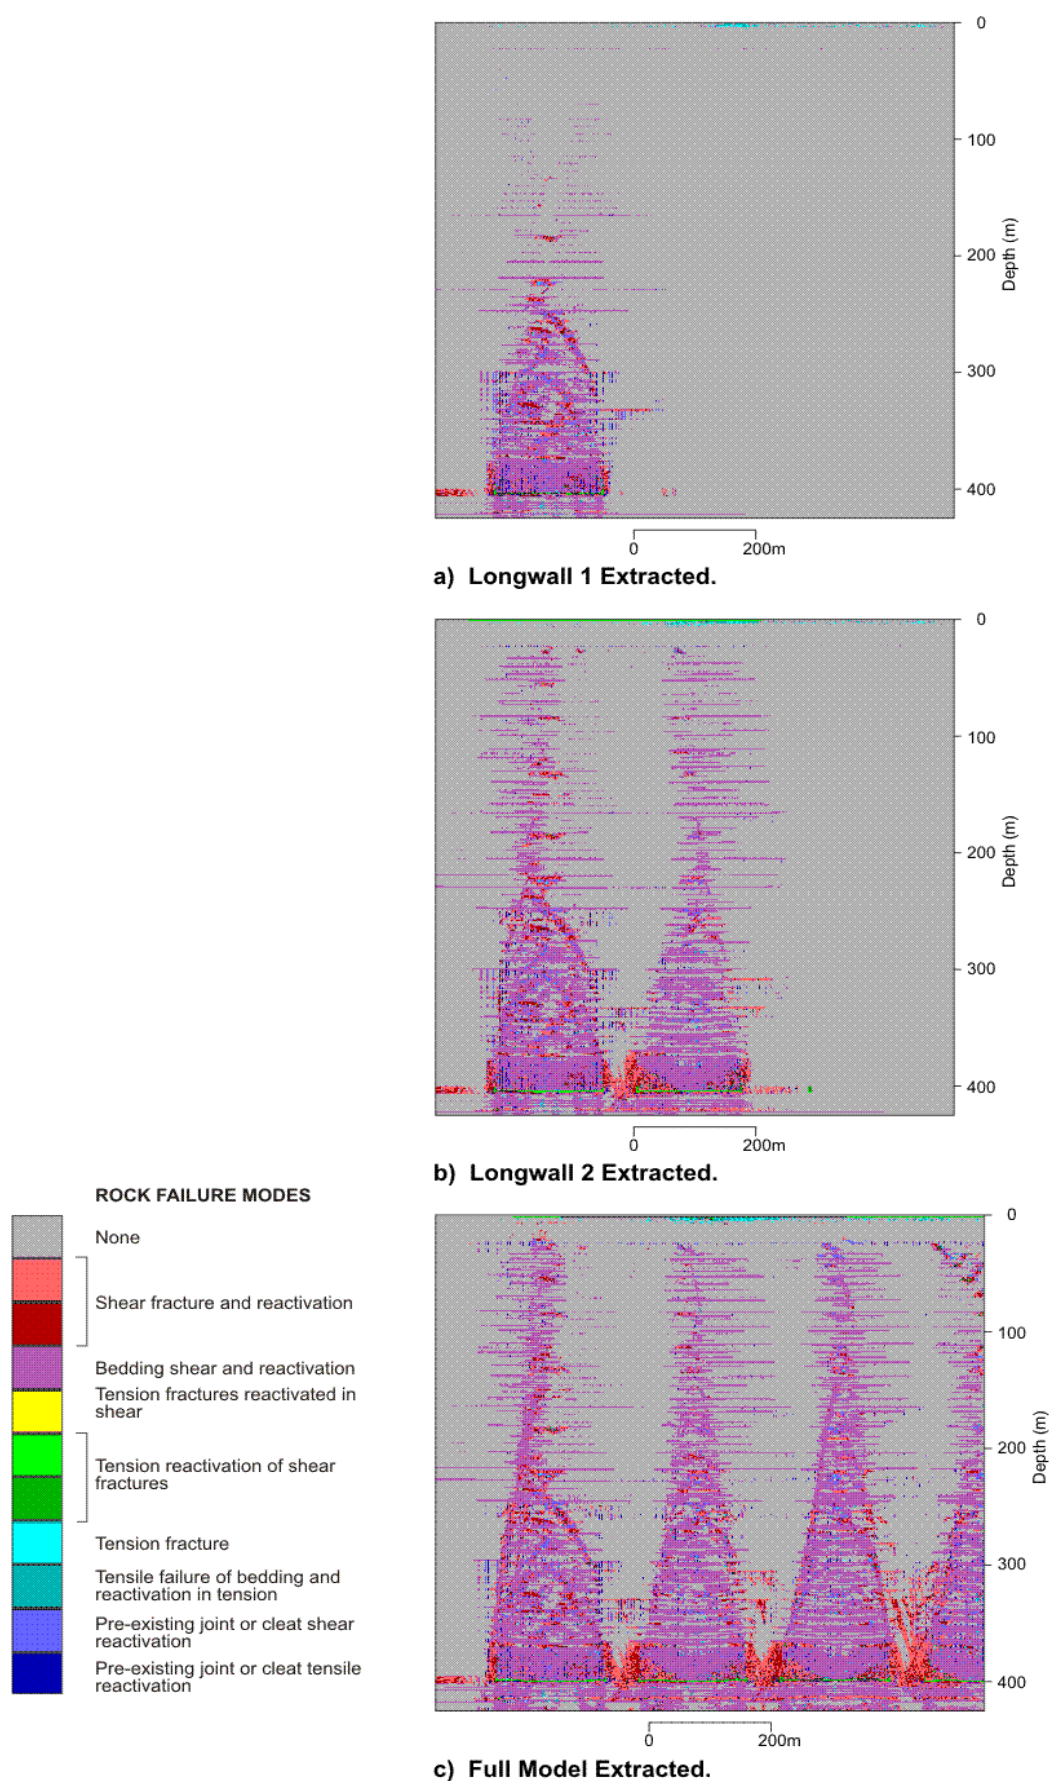 0
100
200
300
400
Depth (m)
0 200m
a) Longwall 1 Extracted.
0
100
200
300
400
Depth (m)
0 200m
b) Longwall 2 Extracted.
ROCK FAILURE MODES
None
Shear fracture and reactivation
Bedding shear and reactivation
Tension fractures reactivated in
shear
Tension reactivation of shear
fractures
Tension fracture
Tensile failure of bedding and
reactivation in tension
Pre-existing joint or cleat shear
reactivation
Pre-existing joint or cleat tensile
reactivation
0
100
200
300
400
Depth (m)
0 200m
c) Full Model Extracted.